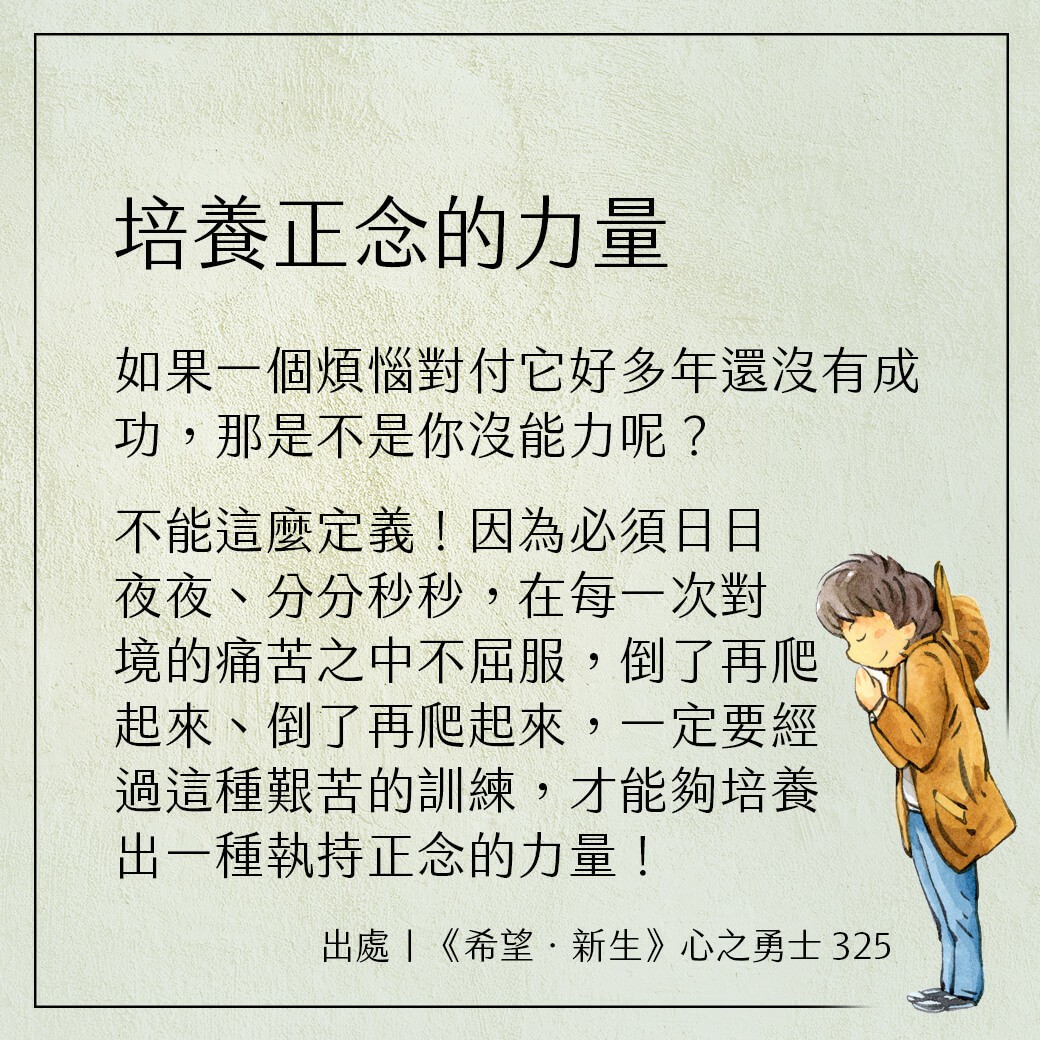 培養正念的力量
如果一個煩惱對付它好多年還沒有成
功，那是不是你沒能力呢？
不能這麼定義！因為必須日日
夜夜、分分秒秒，在每一次對
境的痛苦之中不屈服，倒了再爬
起來、倒了再爬起來，一定要經
過這種艱苦的訓練，才能夠培養
出一種執持正念的力量！
出處｜《希望．新生》心之勇士 325